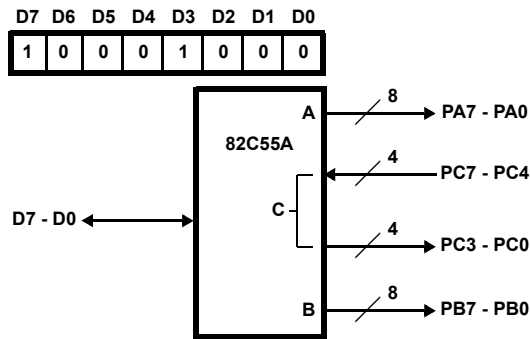 D7 D6 D5 D4 D3 D2 D1 D0
1 0 0 0 1 0 0 0
8
A
PA7 - PA0
82C55A
4
PC7 - PC4
C
D7 - D0
4
PC3 - PC0
8
B
PB7 - PB0